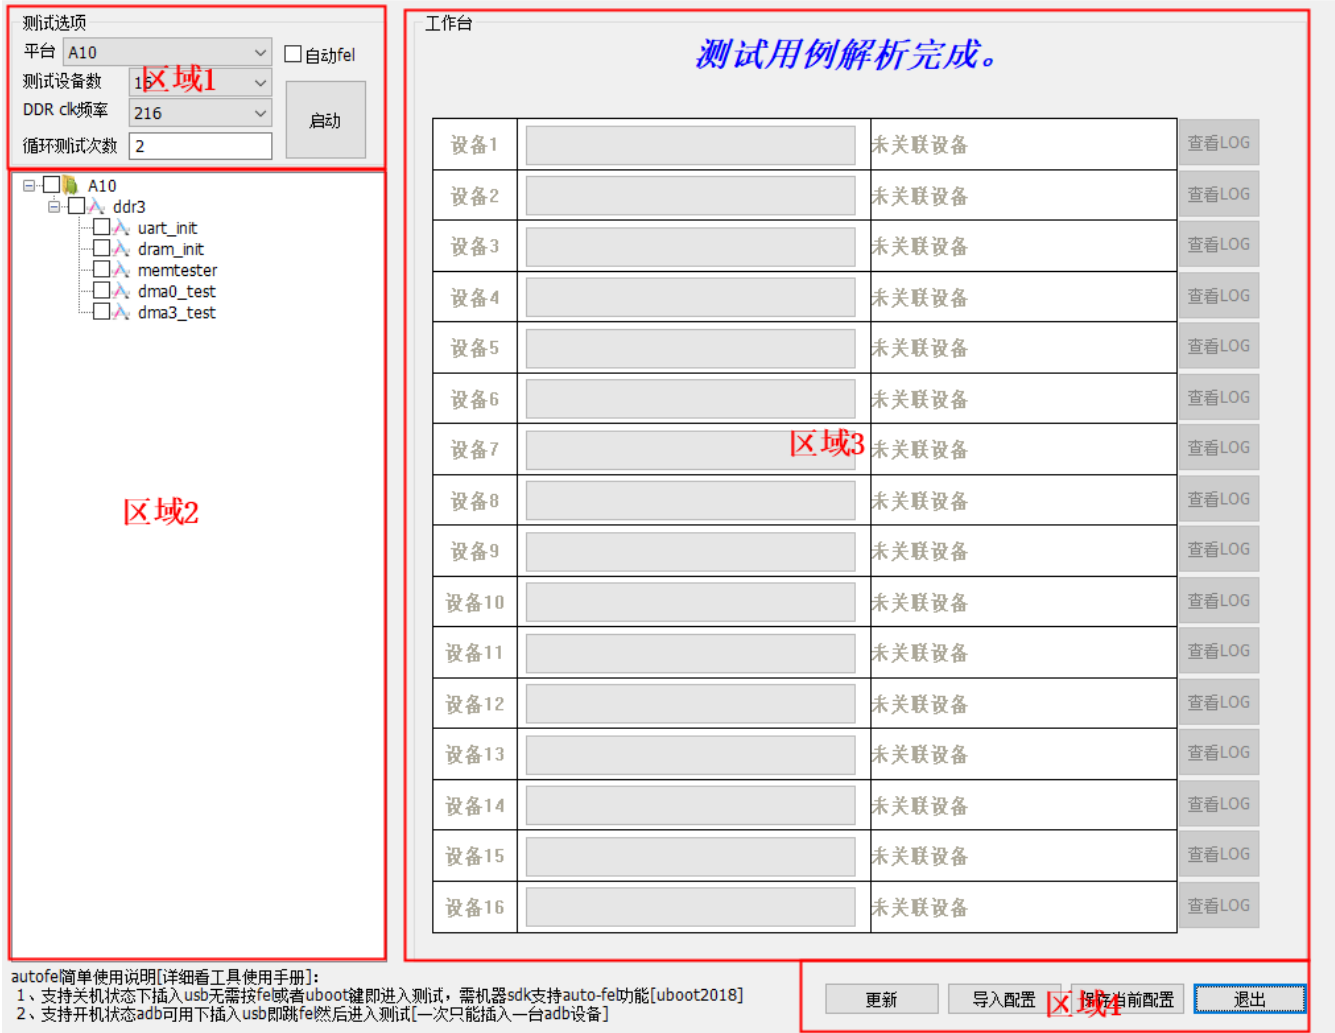 测试选项
平台 A10 自动fel
测试设备数 16
区域1
DDR clk频率 216
启动
循环测试次数 2
A10
ddr3
uart_init
dram_init
memtester
dma0_test
dma3_test
区域2
工作台
测试用例解析完成。
设备1 未关联设备 查看LOG
设备2 未关联设备 查看LOG
设备3 未关联设备 查看LOG
设备4 未关联设备 查看LOG
设备5 未关联设备 查看LOG
设备6 未关联设备 查看LOG
设备7 未关联设备 查看LOG
区域3
设备8 未关联设备 查看LOG
设备9 未关联设备 查看LOG
设备10 未关联设备 查看LOG
设备11 未关联设备 查看LOG
设备12 未关联设备 查看LOG
设备13 未关联设备 查看LOG
设备14 未关联设备 查看LOG
设备15 未关联设备 查看LOG
设备16 未关联设备 查看LOG
autofel简单使用说明[详细看工具使用手册]:
1、支持关机状态下插入usb无需按fel或者uboot键即进入测试，需机器sdk支持auto-fel功能[uboot2018]
2、支持开机状态adb可用下插入usb即跳fel然后进入测试[一次只能插入一台adb设备]
更新 导入配置 保存当前配置 退出
区域4